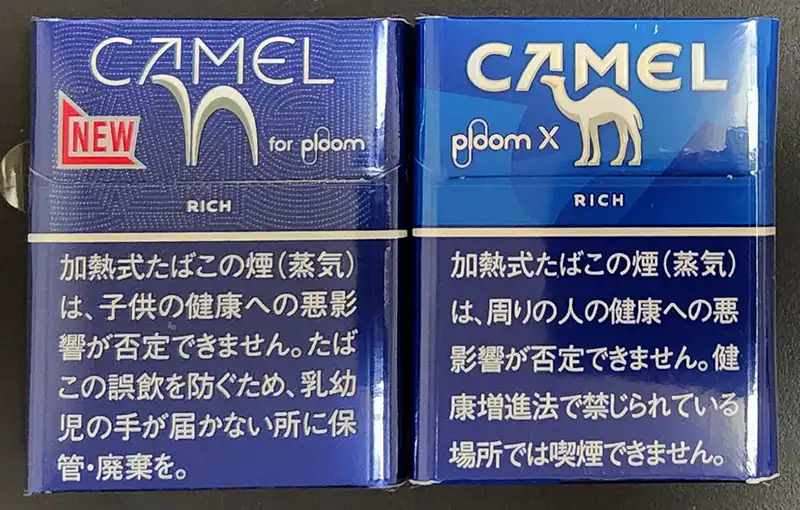 CAMEL
NEW
for ploom
RICH
加熱式たばこの煙(蒸気)
は、子供の健康への悪影
響が否定できません。たば
この誤飲を防ぐため、乳幼
児の手が届かない所に保
管・廃棄を。
CAMEL
ploom X
RICH
加熱式たばこの煙(蒸気)
は、周りの人の健康への悪
影響が否定できません。健
康増進法で禁じられている
場所では喫煙できません。